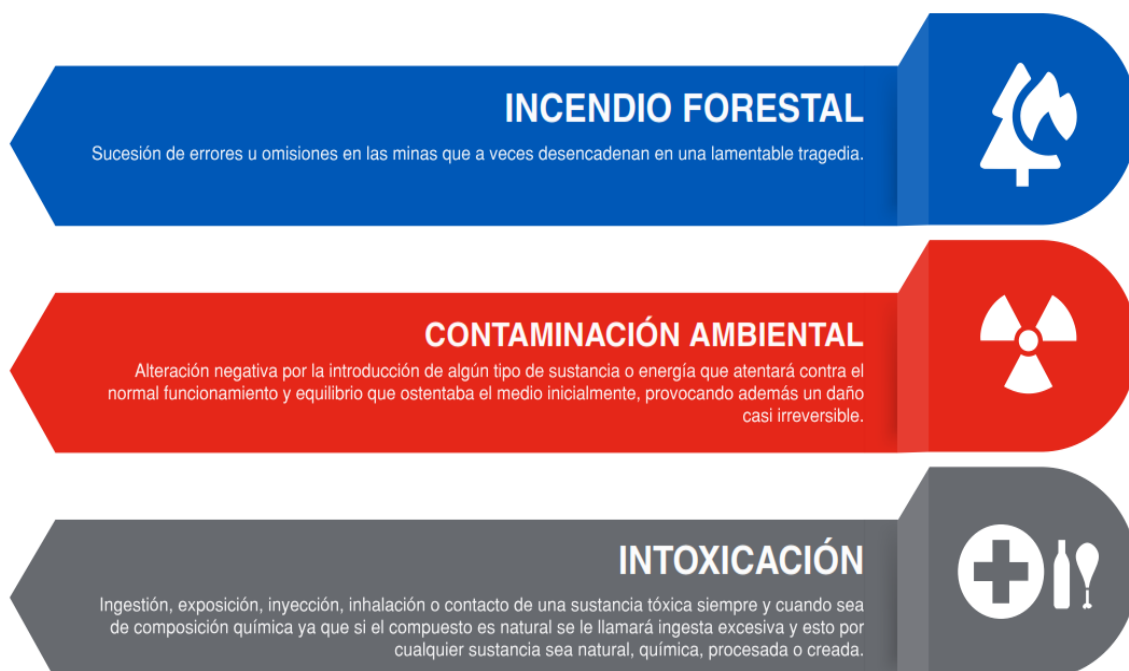 INCENDIO FORESTAL
Sucesión de errores u omisiones en las minas que a veces desencadenan en una lamentable tragedia.
CONTAMINACIÓN AMBIENTAL
Alteración negativa por la introducción de algún tipo de sustancia o energía que atentará contra el
normal funcionamiento y equilibrio que ostentaba el medio inicialmente, provocando además un daño
casi irreversible.
INTOXICACIÓN
Ingestión, exposición, inyección, inhalación o contacto de una sustancia tóxica siempre y cuando sea
de composición química ya que si el compuesto es natural se le llamará ingesta excesiva y esto por
cualquier sustancia sea natural, química, procesada o creada.